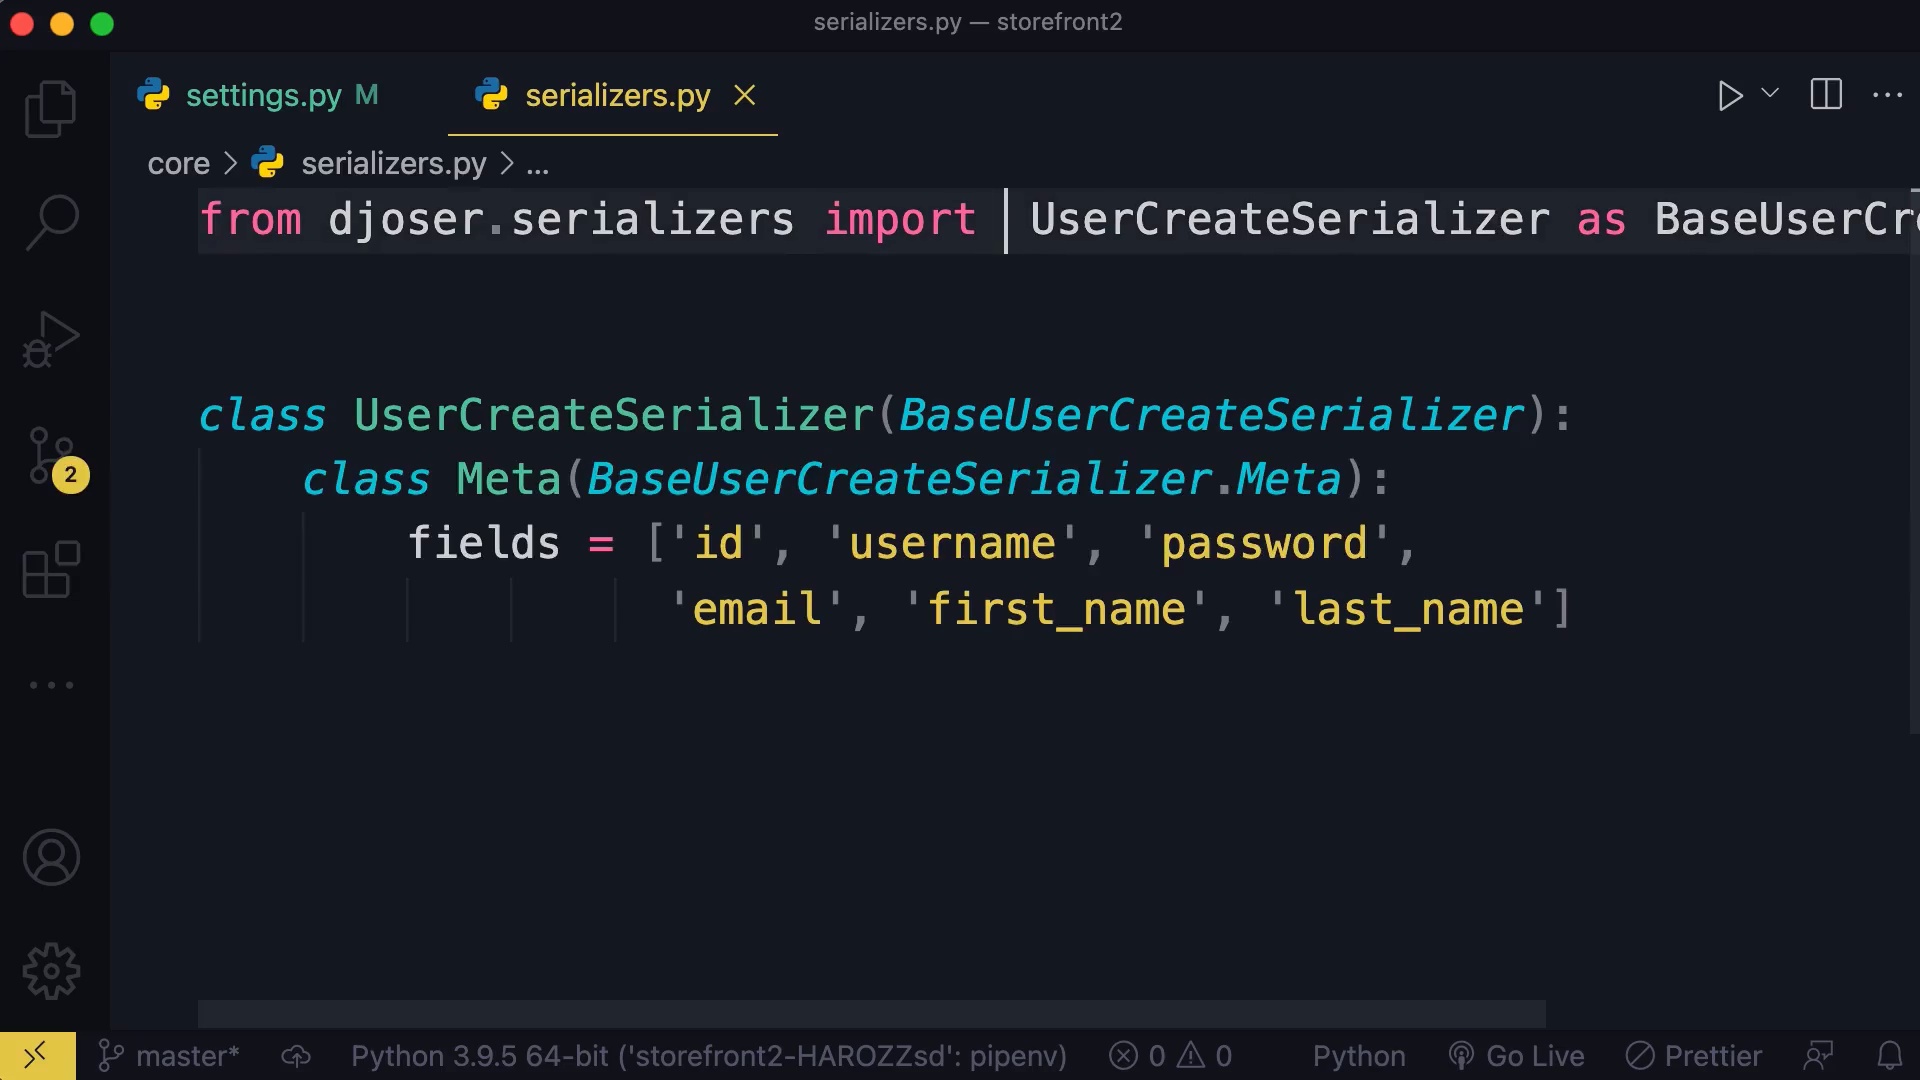 serializers.py — storefront2
settings.py M serializers.py
core > serializers.py > ...
from djoser.serializers import UserCreateSerializer as BaseUserCr
class UserCreateSerializer(BaseUserCreateSerializer):
class Meta(BaseUserCreateSerializer.Meta):
fields = ['id', 'username', 'password',
'email', 'first_name', 'last_name']
2
master* Python 3.9.5 64-bit ('storefront2-HAROZZsd': pipenv) 0 0 Python Go Live Prettier